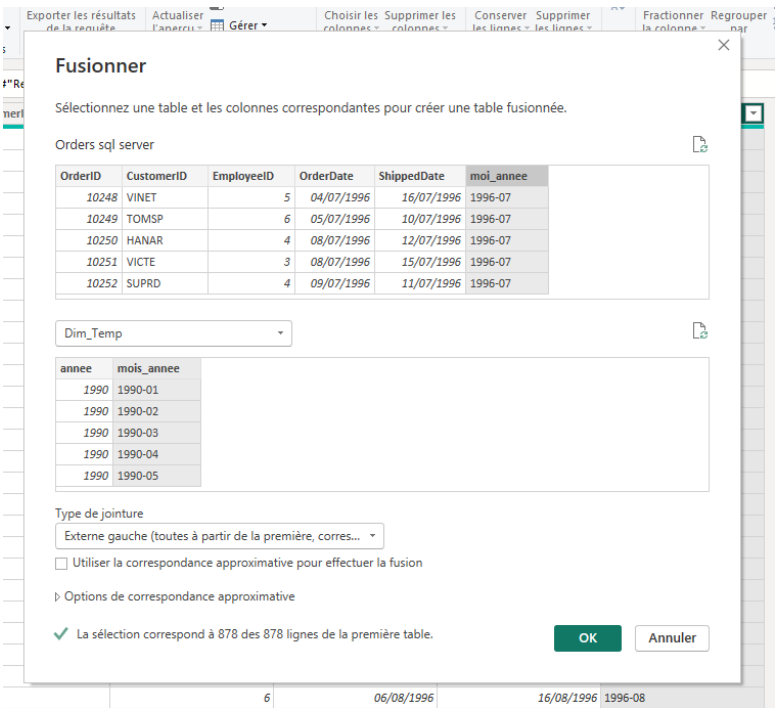 Exporter les résultats Actualiser Choisir les Supprimer les Conserver Supprimer Fractionner Regrouper
de la requête l'aperçu Gérer colonnes colonnes les lignes les lignes la colonne par
s
#"Re
Fusionner
merI
Sélectionnez une table et les colonnes correspondantes pour créer une table fusionnée.
Orders sql server
OrderID CustomerID EmployeeID OrderDate ShippedDate moi_annee
10248 VINET 5 04/07/1996 16/07/1996 1996-07
10249 TOMSP 6 05/07/1996 10/07/1996 1996-07
10250 HANAR 4 08/07/1996 12/07/1996 1996-07
10251 VICTE 3 08/07/1996 15/07/1996 1996-07
10252 SUPRD 4 09/07/1996 11/07/1996 1996-07
Dim_Temp
annee mois_annee
1990 1990-01
1990 1990-02
1990 1990-03
1990 1990-04
1990 1990-05
Type de jointure
Externe gauche (toutes à partir de la première, corres...
Utiliser la correspondance approximative pour effectuer la fusion
Options de correspondance approximative
La sélection correspond à 878 des 878 lignes de la première table.
OK Annuler
6 06/08/1996 16/08/1996 1996-08